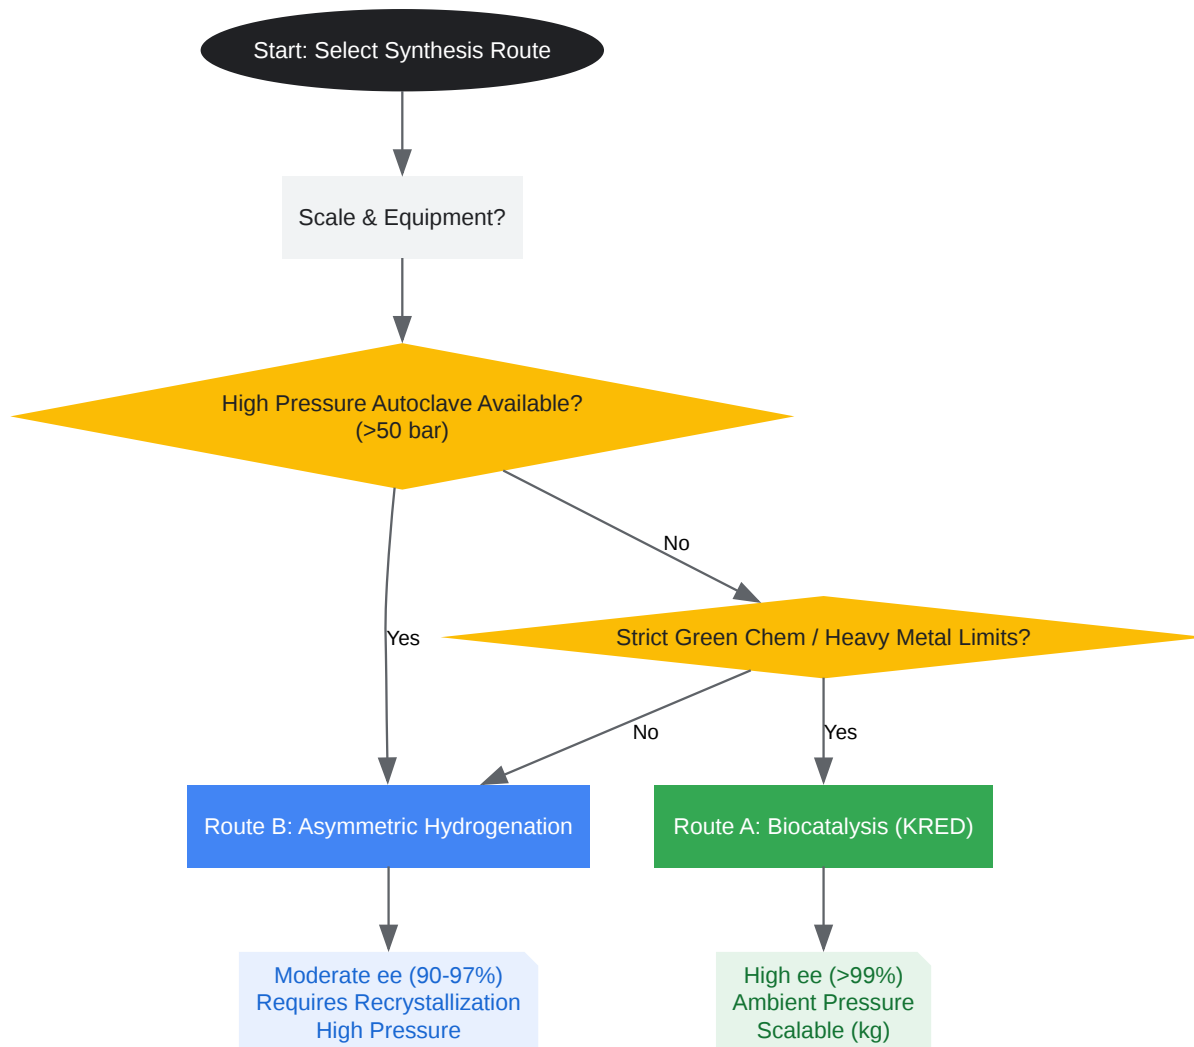 Start: Select Synthesis Route
Scale & Equipment?
High Pressure Autoclave Available?
(>50 bar)
No
Yes
Strict Green Chem / Heavy Metal Limits?
No
Yes
Route B: Asymmetric Hydrogenation
Route A: Biocatalysis (KRED)
Moderate ee (90-97%)
Requires Recrystallization
High Pressure
High ee (>99%)
Ambient Pressure
Scalable (kg)